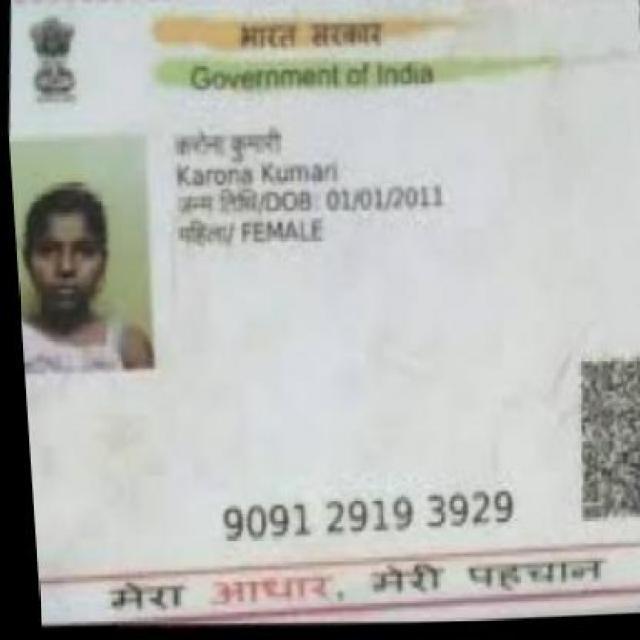 भारत सरकार
Government of India
करोना कुमारी
Karona Kumari
जन्म तिथि/DOB: 01/01/2011
महिला/ FEMALE
9091 2919 3929
मेरा आधार, मेरी पहचान